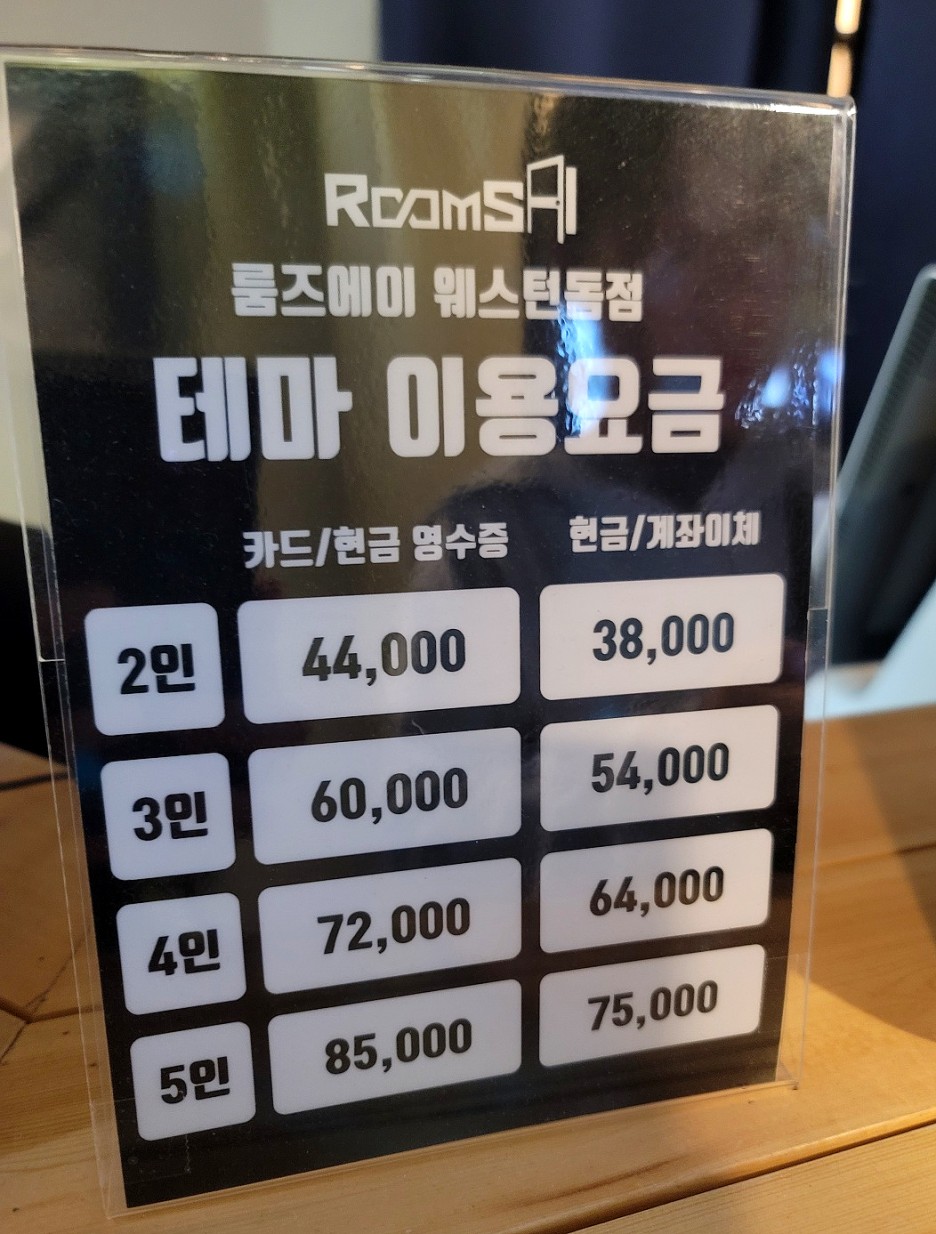 ROOMSAI
룸즈에이 웨스턴돔점
테마 이용요금
카드/현금 영수증 현금/계좌이체
2인 44,000 38,000
3인 60,000 54,000
4인 72,000 64,000
5인 85,000 75,000